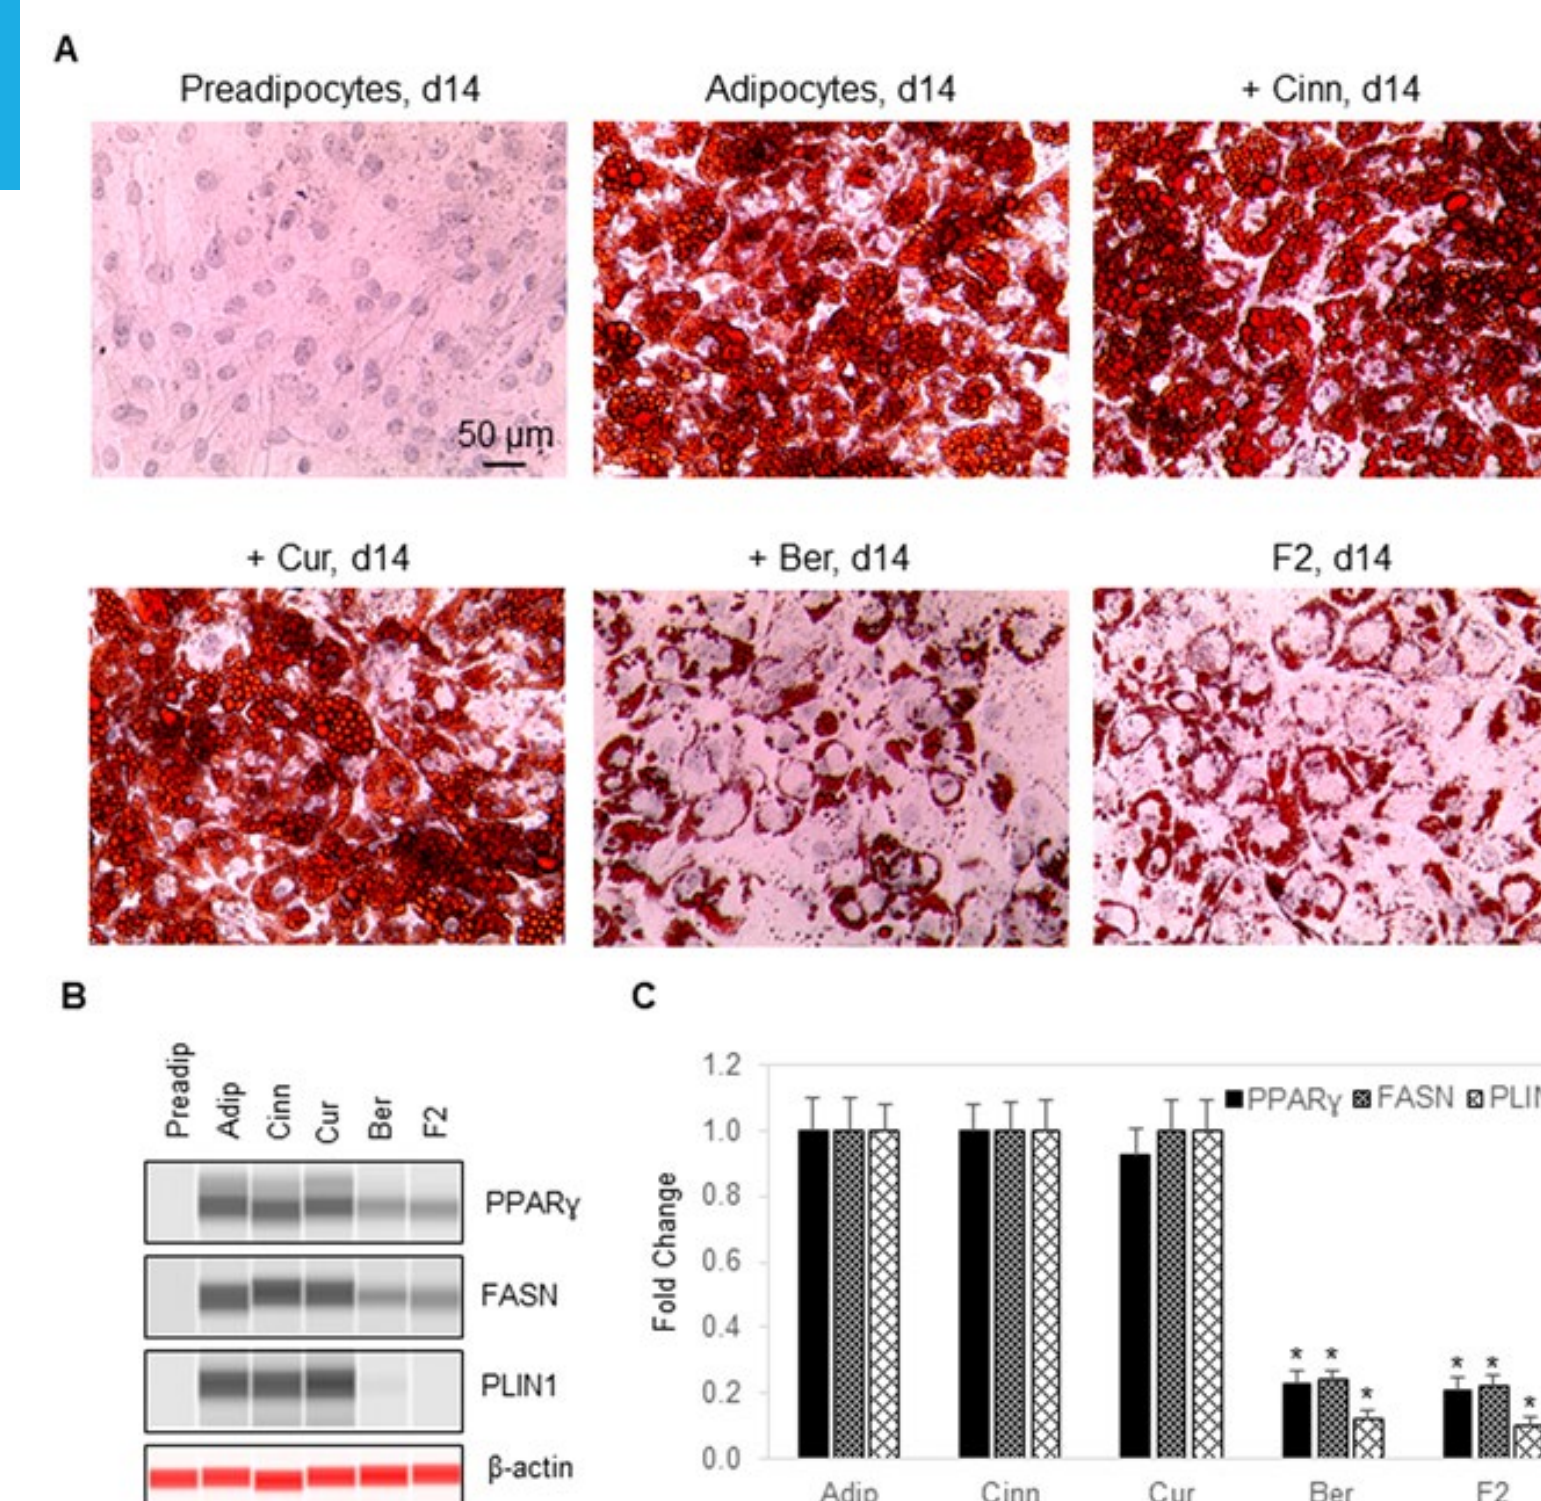 A
Preadipocytes, d14
Adipocytes, d14
+ Cinn, d14
50 µm
+ Cur, d14
+ Ber, d14
F2, d14
B
Preadip
Adip
Cinn
Cur
Ber
F2
PPARγ
FASN
PLIN1
β-actin
C
Fold Change
1.2
1.0
0.8
0.6
0.4
0.2
0.0
PPARγ FASN PLIN
* * *
* * *
Adip Cinn Cur Ber F2